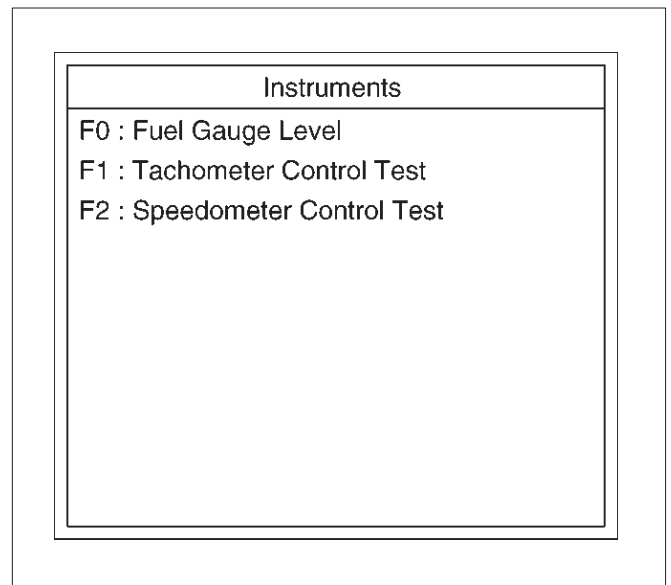 Instruments
F0 : Fuel Gauge Level
F1 : Tachometer Control Test
F2 : Speedometer Control Test